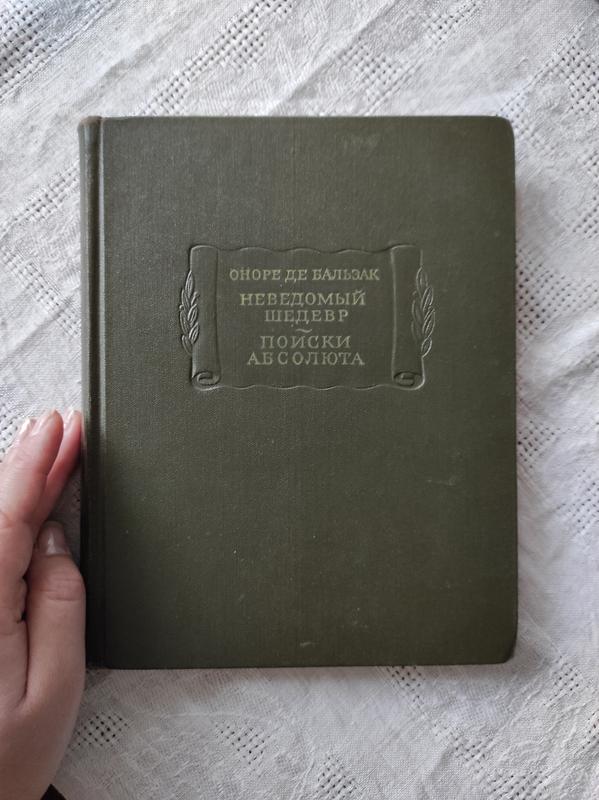 ОНОРЕ ДЕ БАЛЬЗАК
НЕВЕДОМЫЙ
ШЕДЕВР
~
ПОИСКИ
АБСОЛЮТА